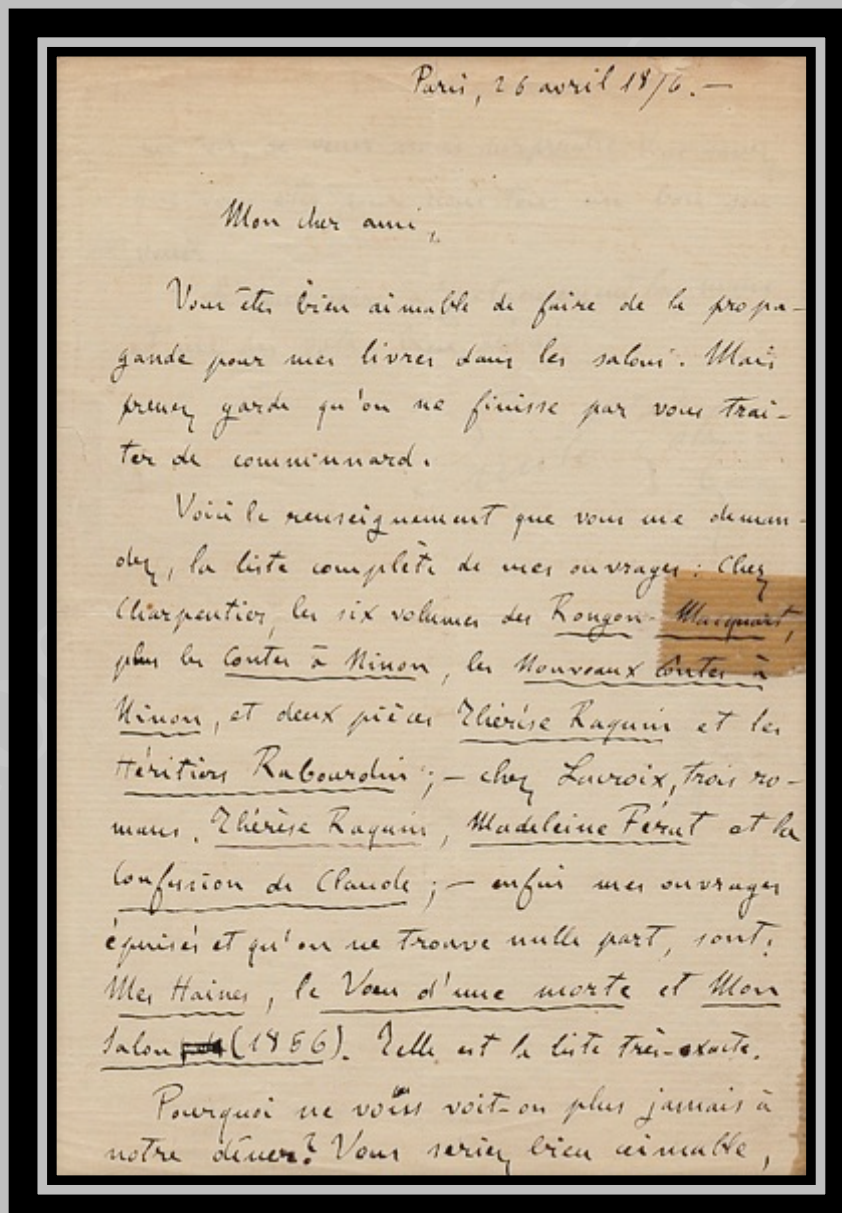 Paris, 26 avril 1876. —
Mon cher ami,
Vous êtes bien aimable de faire de la propa-
gande pour mes livres dans les salons. Mais
prenez garde qu'on ne finisse par vous trai-
ter de communnard.
Voici le renseignement que vous me deman-
dez, la liste complète de mes ouvrages : Chez
Charpentier, les six volumes des Rougon-Macquart,
plus les Contes à Ninon, les Nouveaux Contes à
Ninon, et deux pièces Thérèse Raquin et les
Héritiers Rabourdin ; — chez Lacroix, trois ro-
mans, Thérèse Raquin, Madeleine Férat et la
Confession de Claude ; — enfin mes ouvrages
épuisés et qu'on ne trouve nulle part, sont :
Mes Haines, le Vœu d'une morte et Mon
Salon (1866). Telle est la liste très-exacte.
Pourquoi ne vous voit-on plus jamais à
notre dîner? Vous seriez bien aimable,